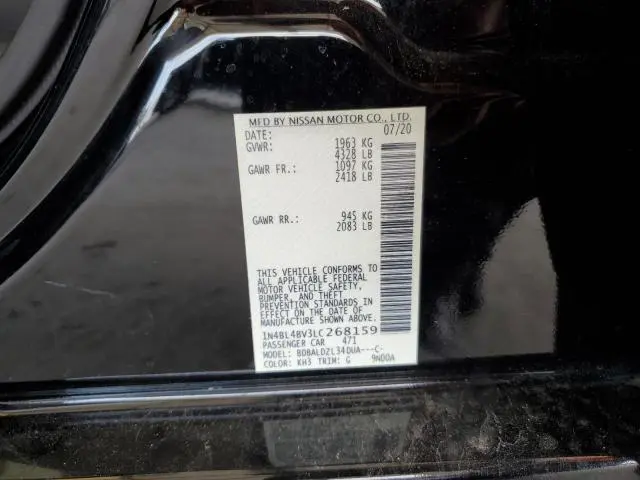 MFD BY NISSAN MOTOR CO., LTD.
DATE: 07/20
GVWR: 1963 KG
4328 LB
GAWR FR.: 1097 KG
2418 LB
GAWR RR.: 945 KG
2083 LB
THIS VEHICLE CONFORMS TO
ALL APPLICABLE FEDERAL
MOTOR VEHICLE SAFETY,
BUMPER, AND THEFT
PREVENTION STANDARDS
IN EFFECT ON THE DATE OF
MANUFACTURE SHOWN ABOVE.
1N4BL4BV3LC268159
PASSENGER CAR 471
MODEL: BDBALDZL34DUA---C-
COLOR: KH3 TRIM: G 9N00A